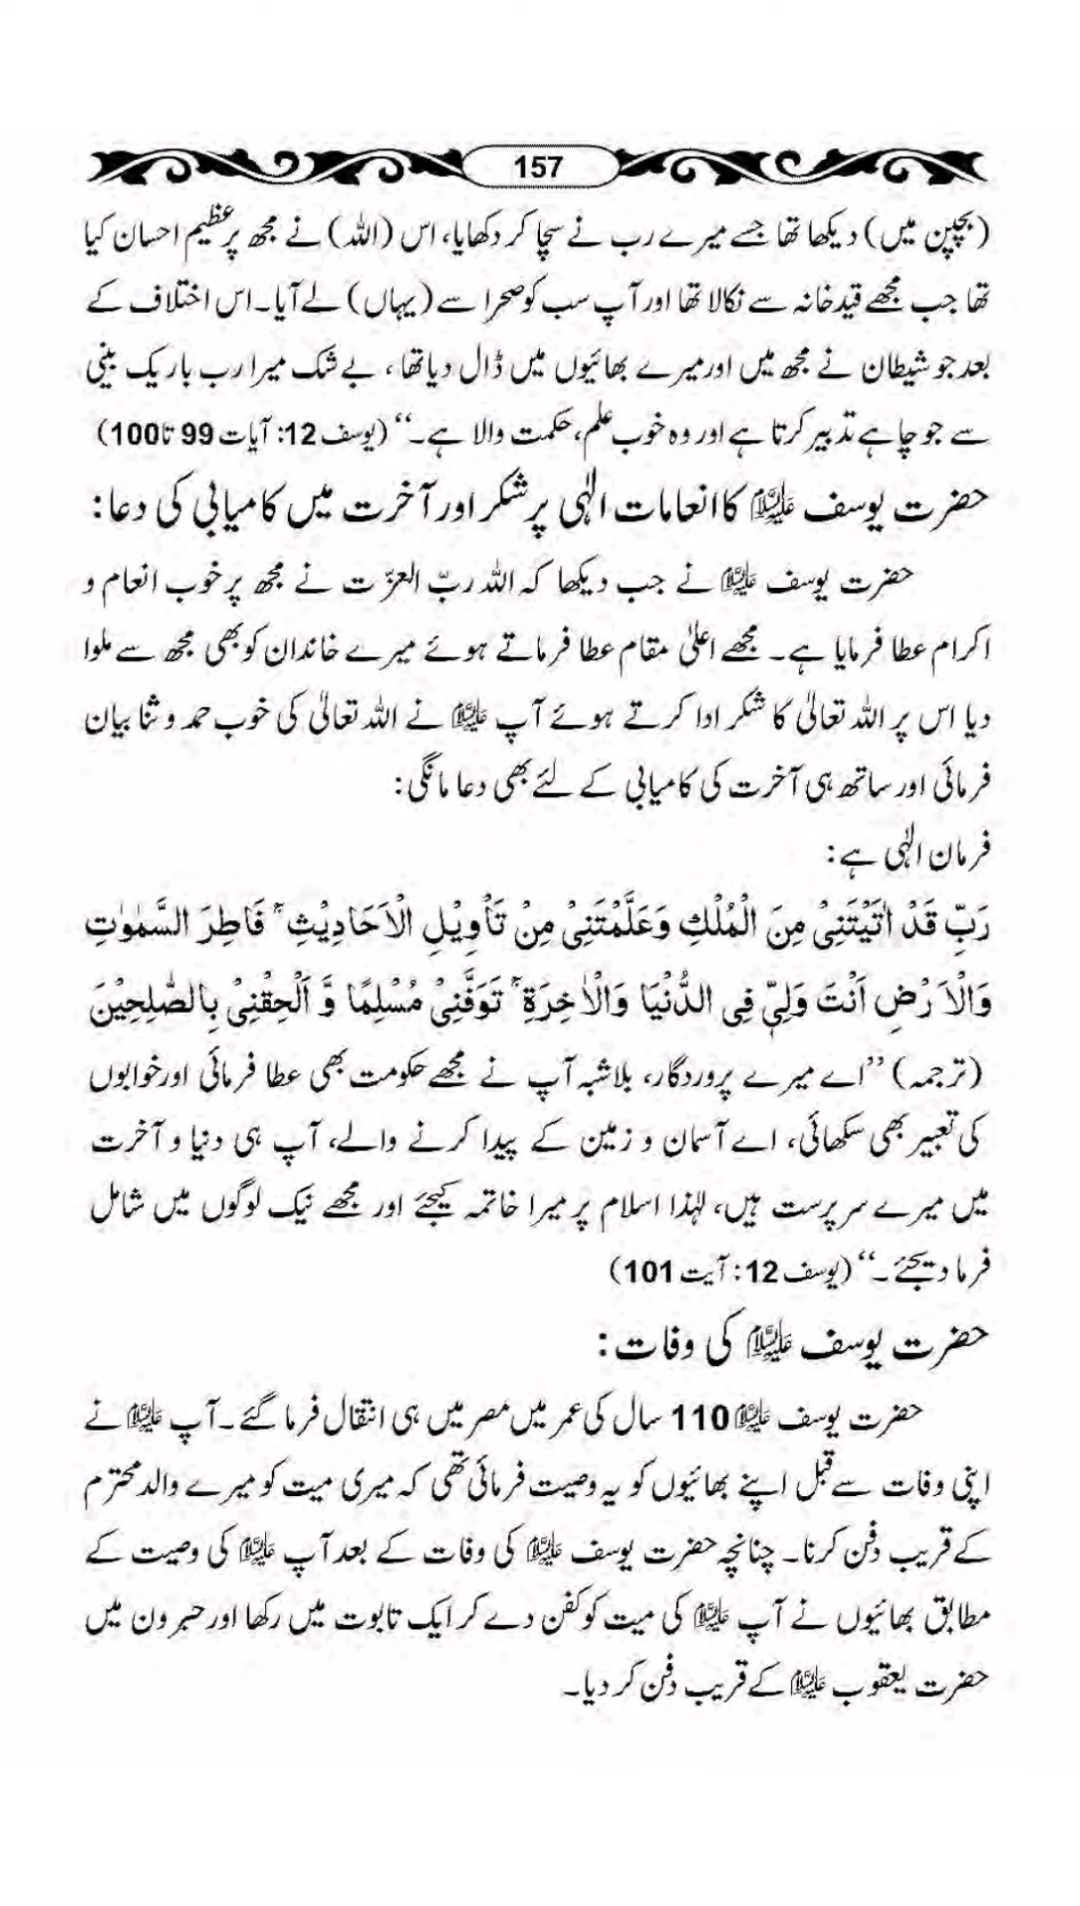 157
(بچپن میں) دیکھا تھا جسے میرے رب نے سچا کر دکھایا، اس (اللہ) نے مجھ پر عظیم احسان کیا
تھا جب مجھے قید خانہ سے نکالا تھا اور آپ سب کو صحرا سے (یہاں) لے آیا۔ اس اختلاف کے
بعد جو شیطان نے مجھ میں اور میرے بھائیوں میں ڈال دیا تھا، بے شک میرا رب باریک بینی
سے جو چاہے تدبیر کرتا ہے اور وہ خوب علم، حکمت والا ہے۔‘‘ (یوسف 12: آیات 99 تا 100)
حضرت یوسف علیہ السلام کا انعامات الٰہی پر شکر اور آخرت میں کامیابی کی دعا:
حضرت یوسف علیہ السلام نے جب دیکھا کہ اللہ ربّ العزّت نے مجھ پر خوب انعام و
اکرام عطا فرمایا ہے۔ مجھے اعلیٰ مقام عطا فرماتے ہوئے میرے خاندان کو بھی مجھ سے ملوا
دیا اس پر اللہ تعالیٰ کا شکر ادا کرتے ہوئے آپ علیہ السلام نے اللہ تعالیٰ کی خوب حمد و ثنا بیان
فرمائی اور ساتھ ہی آخرت کی کامیابی کے لئے بھی دعا مانگی:
فرمان الٰہی ہے:
رَبِّ قَدْ اٰتَيْتَنِيْ مِنَ الْمُلْكِ وَعَلَّمْتَنِيْ مِنْ تَاْوِيْلِ الْاَحَادِيْثِ ۚ فَاطِرَ السَّمٰوٰتِ
وَالْاَرْضِ اَنْتَ وَلِيّٖ فِي الدُّنْيَا وَالْاٰخِرَةِ ۚ تَوَفَّنِيْ مُسْلِمًا وَّ اَلْحِقْنِيْ بِالصّٰلِحِيْنَ
(ترجمہ) ’’اے میرے پروردگار، بلاشبہ آپ نے مجھے حکومت بھی عطا فرمائی اور خوابوں
کی تعبیر بھی سکھائی، اے آسمان و زمین کے پیدا کرنے والے، آپ ہی دنیا و آخرت
میں میرے سرپرست ہیں، لہٰذا اسلام پر میرا خاتمہ کیجئے اور مجھے نیک لوگوں میں شامل
فرما دیجئے۔‘‘ (یوسف 12: آیت 101)
حضرت یوسف علیہ السلام کی وفات:
حضرت یوسف علیہ السلام 110 سال کی عمر میں مصر میں ہی انتقال فرما گئے۔ آپ علیہ السلام نے
اپنی وفات سے قبل اپنے بھائیوں کو یہ وصیت فرمائی تھی کہ میری میت کو میرے والد محترم
کے قریب دفن کرنا۔ چنانچہ حضرت یوسف علیہ السلام کی وفات کے بعد آپ علیہ السلام کی وصیت کے
مطابق بھائیوں نے آپ علیہ السلام کی میت کو کفن دے کر ایک تابوت میں رکھا اور حبرون میں
حضرت یعقوب علیہ السلام کے قریب دفن کر دیا۔